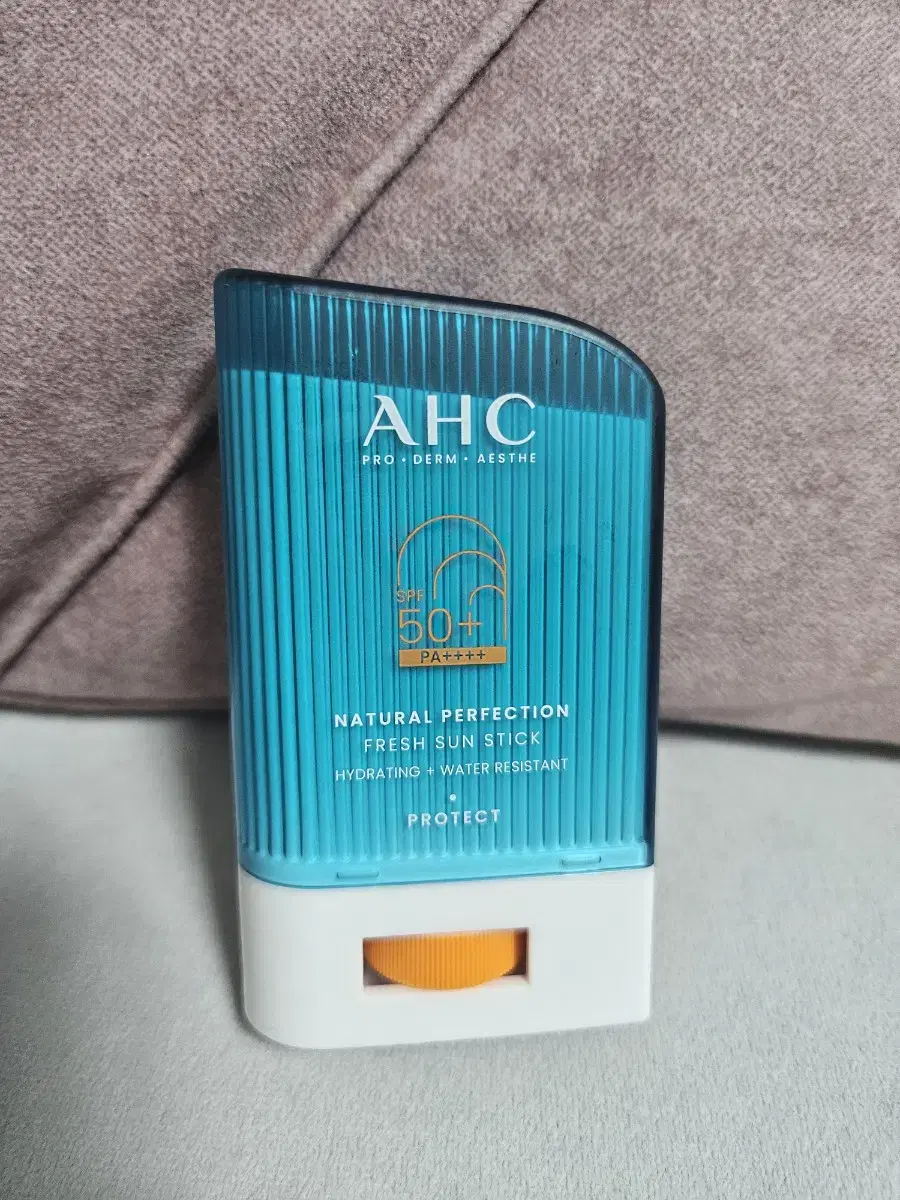 AHC
PRO • DERM • AESTHE
SPF
50+
PA++++
NATURAL PERFECTION
FRESH SUN STICK
HYDRATING + WATER RESISTANT
•
PROTECT